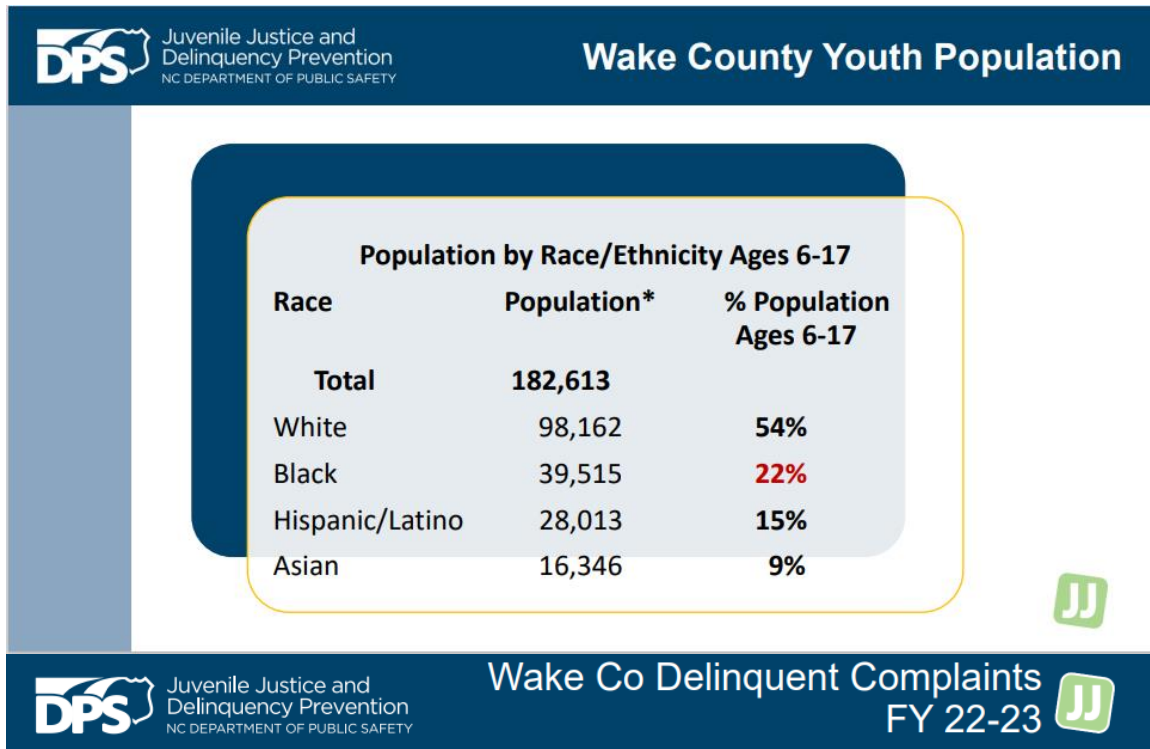 DPS
Juvenile Justice and
Delinquency Prevention
NC DEPARTMENT OF PUBLIC SAFETY
Wake County Youth Population
Population by Race/Ethnicity Ages 6-17
Race Population* % Population
Ages 6-17
Total 182,613
White 98,162 54%
Black 39,515 22%
Hispanic/Latino 28,013 15%
Asian 16,346 9%
JJ
DPS
Juvenile Justice and
Delinquency Prevention
NC DEPARTMENT OF PUBLIC SAFETY
Wake Co Delinquent Complaints
FY 22-23
JJ